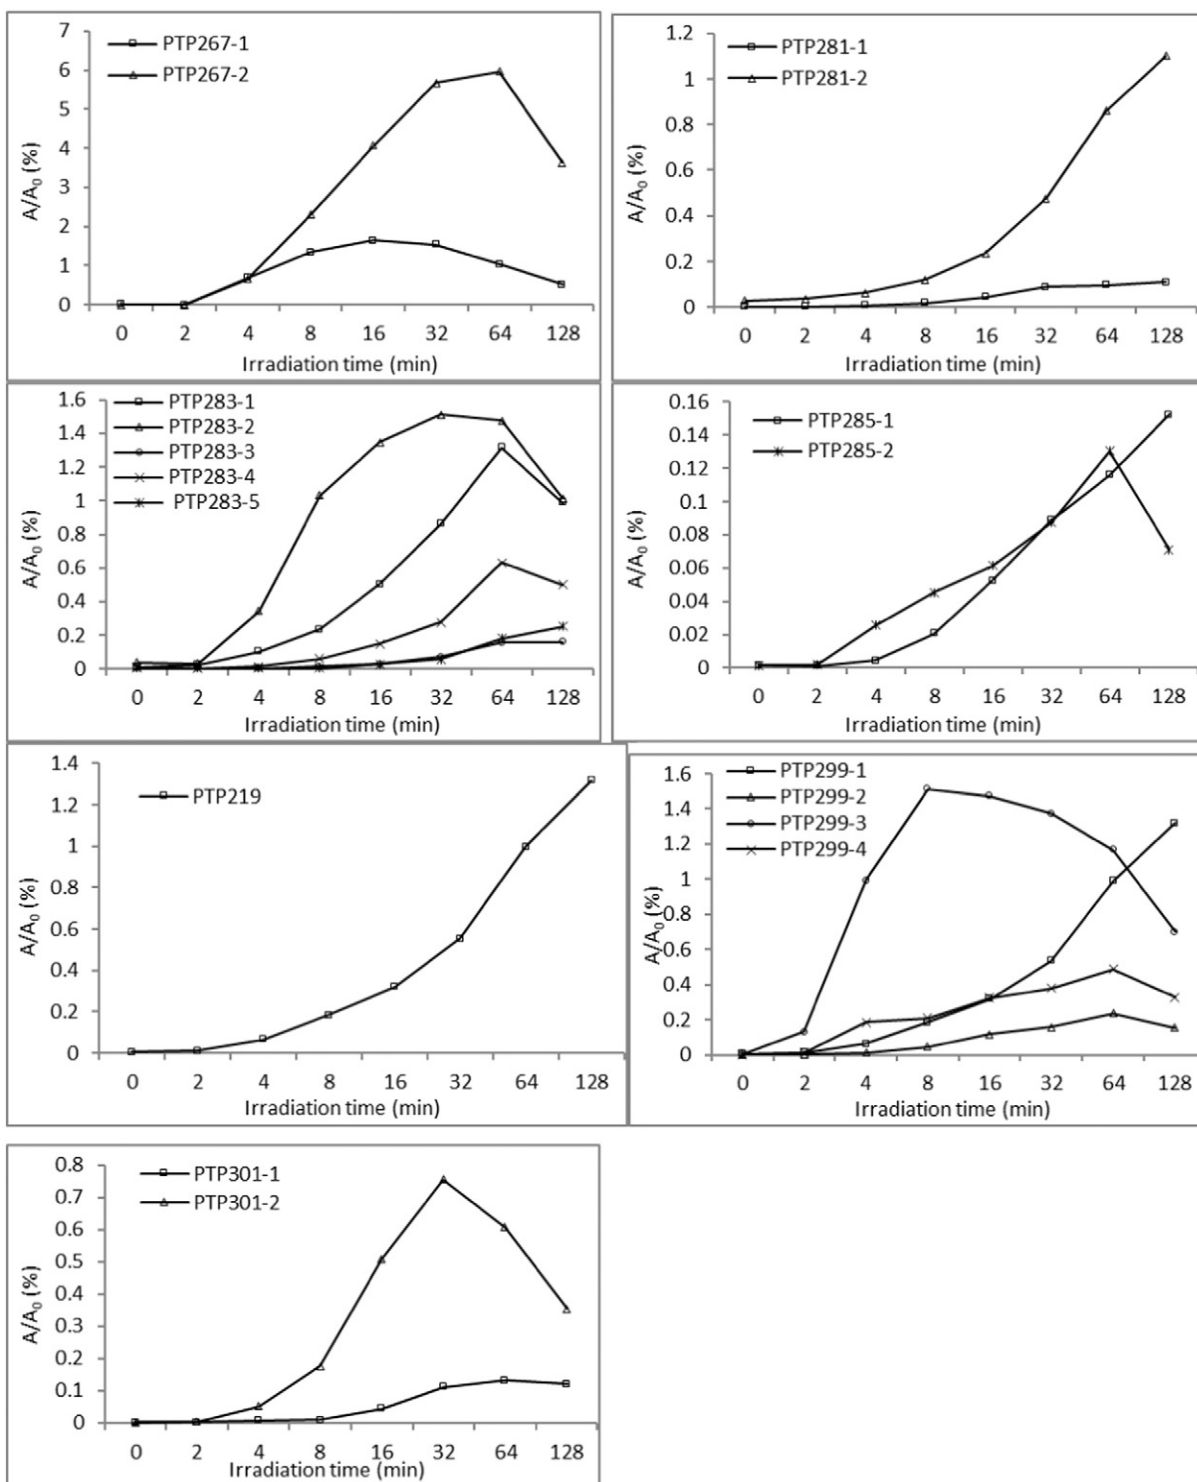 7
6
5
4
3
2
1
0
A/A0 (%)
PTP267-1
PTP267-2
0 2 4 8 16 32 64 128
Irradiation time (min)
1.2
1
0.8
0.6
0.4
0.2
0
A/A0 (%)
PTP281-1
PTP281-2
0 2 4 8 16 32 64 128
Irradiation time (min)
1.6
1.4
1.2
1
0.8
0.6
0.4
0.2
0
A/A0 (%)
PTP283-1
PTP283-2
PTP283-3
PTP283-4
PTP283-5
0 2 4 8 16 32 64 128
Irradiation time (min)
0.16
0.14
0.12
0.1
0.08
0.06
0.04
0.02
0
A/A0 (%)
PTP285-1
PTP285-2
0 2 4 8 16 32 64 128
Irradiation time (min)
1.4
1.2
1
0.8
0.6
0.4
0.2
0
A/A0 (%)
PTP219
0 2 4 8 16 32 64 128
Irradiation time (min)
1.6
1.4
1.2
1
0.8
0.6
0.4
0.2
0
A/A0 (%)
PTP299-1
PTP299-2
PTP299-3
PTP299-4
0 2 4 8 16 32 64 128
Irradiation time (min)
0.8
0.7
0.6
0.5
0.4
0.3
0.2
0.1
0
A/A0 (%)
PTP301-1
PTP301-2
0 2 4 8 16 32 64 128
Irradiation time (min)